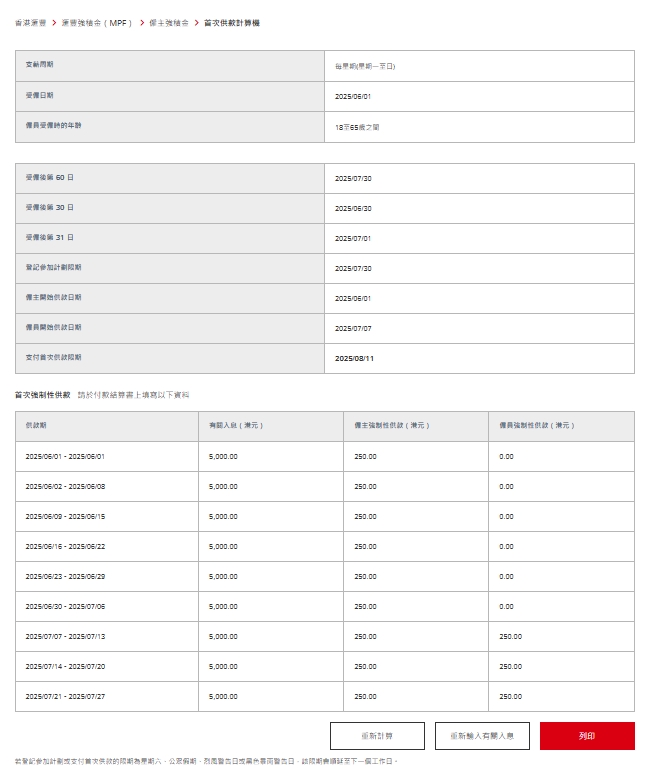 香港滙豐 > 滙豐強積金 ( MPF ) > 僱主強積金 > 首次供款計算機
支薪周期 每星期(星期一至日)
受僱日期 2025/06/01
僱員受僱時的年齡 18至65歲之間
受僱後第 60 日 2025/07/30
受僱後第 30 日 2025/06/30
受僱後第 31 日 2025/07/01
登記參加計劃限期 2025/07/30
僱主開始供款日期 2025/06/01
僱員開始供款日期 2025/07/07
支付首次供款限期 2025/08/11
首次強制性供款 請於付款結算書上填寫以下資料
供款期 有關入息 ( 港元 ) 僱主強制性供款 ( 港元 ) 僱員強制性供款 ( 港元 )
2025/06/01 - 2025/06/01 5,000.00 250.00 0.00
2025/06/02 - 2025/06/08 5,000.00 250.00 0.00
2025/06/09 - 2025/06/15 5,000.00 250.00 0.00
2025/06/16 - 2025/06/22 5,000.00 250.00 0.00
2025/06/23 - 2025/06/29 5,000.00 250.00 0.00
2025/06/30 - 2025/07/06 5,000.00 250.00 0.00
2025/07/07 - 2025/07/13 5,000.00 250.00 250.00
2025/07/14 - 2025/07/20 5,000.00 250.00 250.00
2025/07/21 - 2025/07/27 5,000.00 250.00 250.00
重新計算 重新輸入有關入息 列印
若登記參加計劃或支付首次供款的限期為星期六、公眾假期、烈風警告日或黑色暴雨警告日，該限期會順延至下一個工作日。